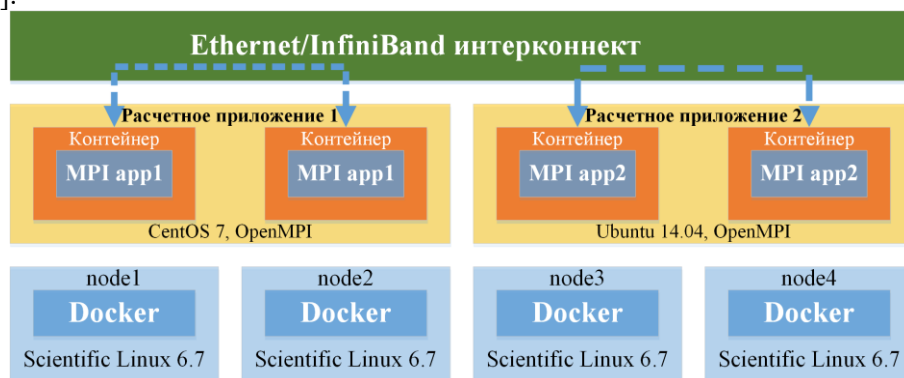 ].
Ethernet/InfiniBand интерконнект
Расчетное приложение 1
Контейнер
MPI app1
Контейнер
MPI app1
CentOS 7, OpenMPI
Расчетное приложение 2
Контейнер
MPI app2
Контейнер
MPI app2
Ubuntu 14.04, OpenMPI
node1
Docker
Scientific Linux 6.7
node2
Docker
Scientific Linux 6.7
node3
Docker
Scientific Linux 6.7
node4
Docker
Scientific Linux 6.7